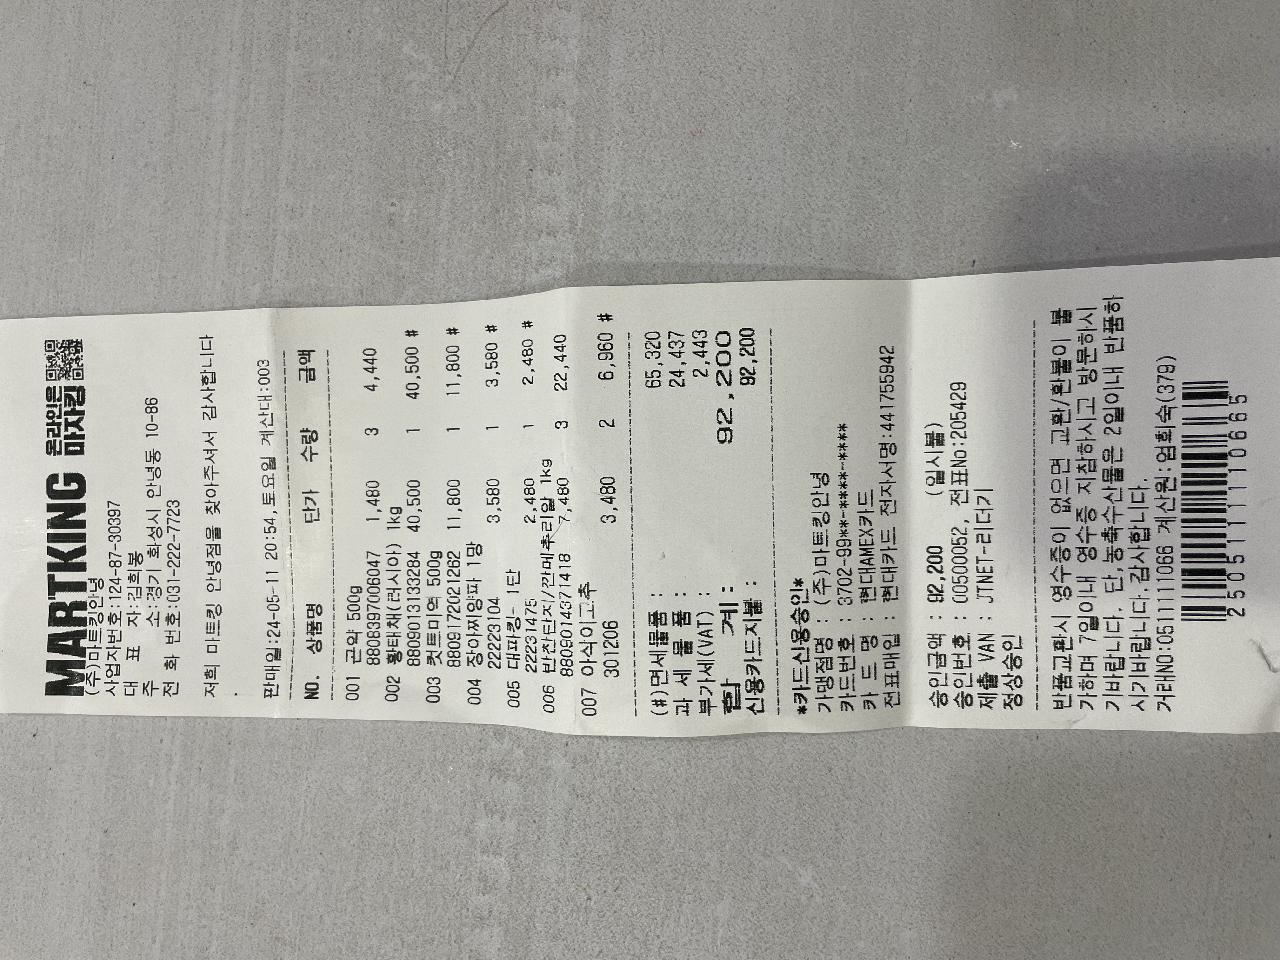 MARTKING 온라인은 마자킹
(주)마트킹안녕
사업자번호:124-87-30397
대 표 자:김희봉
주 소:경기 화성시 안녕동 10-86
전 화 번 호:031-222-7723
저희 마트킹 안녕점을 찾아주셔서 감사합니다
.
판매일:24-05-11 20:54,토요일 계산대:003
NO. 상품명 단가 수량 금액
001 곤약 500g
8808397006047 1,480 3 4,440
002 황태채(러시아) 1kg
8809013133284 40,500 1 40,500 #
003 컷트미역 500g
8809172021262 11,800 1 11,800 #
004 장아찌양파 1망
22223104 3,580 1 3,580 #
005 대파킹- 1단
22231475 2,480 1 2,480 #
006 반찬단지/깐메추리알 1kg
8809014371418 7,480 3 22,440
007 아삭이고추
301206 3,480 2 6,960 #
(#)면세물품: 65,320
과 세 물 품: 24,437
부가세(VAT): 2,443
합 계: 92,200
신용카드지불: 92,200
*카드신용승인*
가맹점명 : (주)마트킹안녕
카드번호 : 3702-99**-****-****
카 드 명 : 현대AMEX카드
전표매입 : 현대카드 전자서명:441755942
승인금액 : 92,200 (일시불)
승인번호 : 00500052, 전표No:205429
제출 VAN : JTNET-리더기
정상승인
반품교환시 영수증이 없으면 교환/환불이 불
가하며 7일이내 영수증 지참하시고 방문하시
기바랍니다. 단,농축수산물은 2일이내 반품하
시기바랍니다.감사합니다.
거래NO:0511111066 계산원:엄희숙(379)
2505111110665